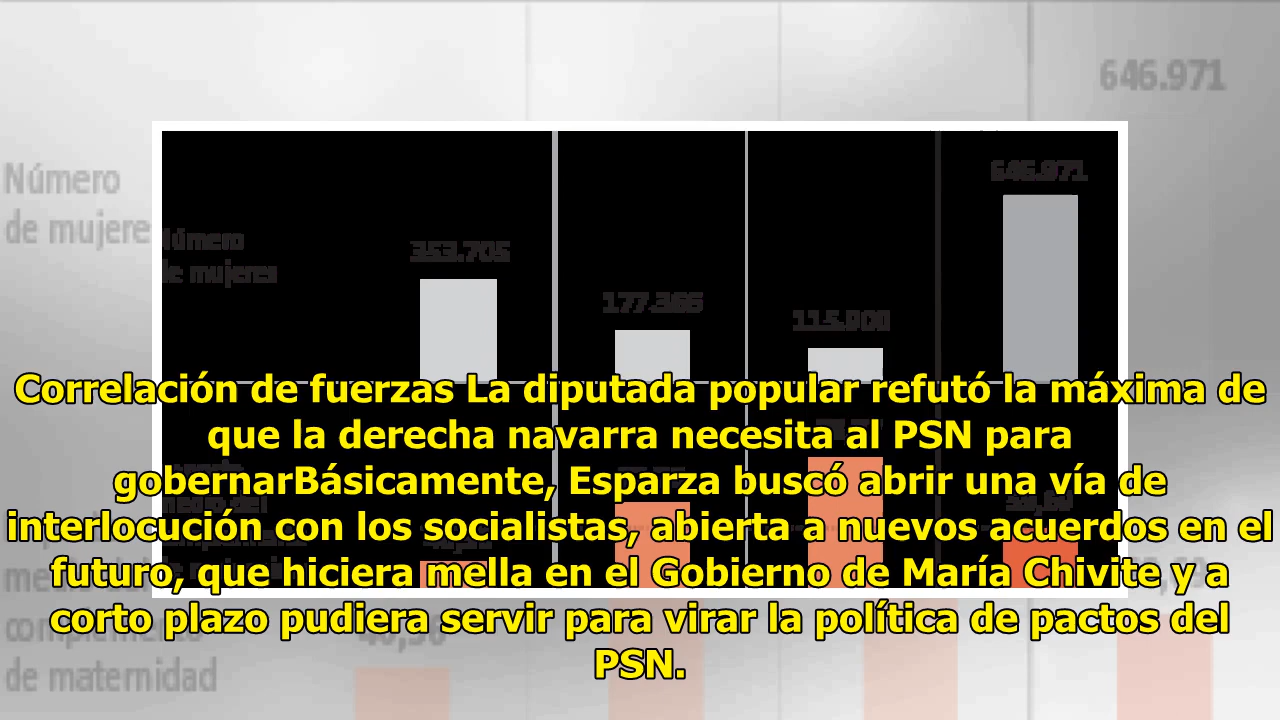 646.971
Número
de mujere
646.971
Número
de mujeres
353.705
177.366
115.900
Correlación de fuerzas La diputada popular refutó la máxima de
que la derecha navarra necesita al PSN para
gobernarBásicamente, Esparza buscó abrir una vía de
interlocución con los socialistas, abierta a nuevos acuerdos en el
futuro, que hiciera mella en el Gobierno de María Chivite y a
corto plazo pudiera servir para virar la política de pactos del
PSN.
complemento
de maternidad